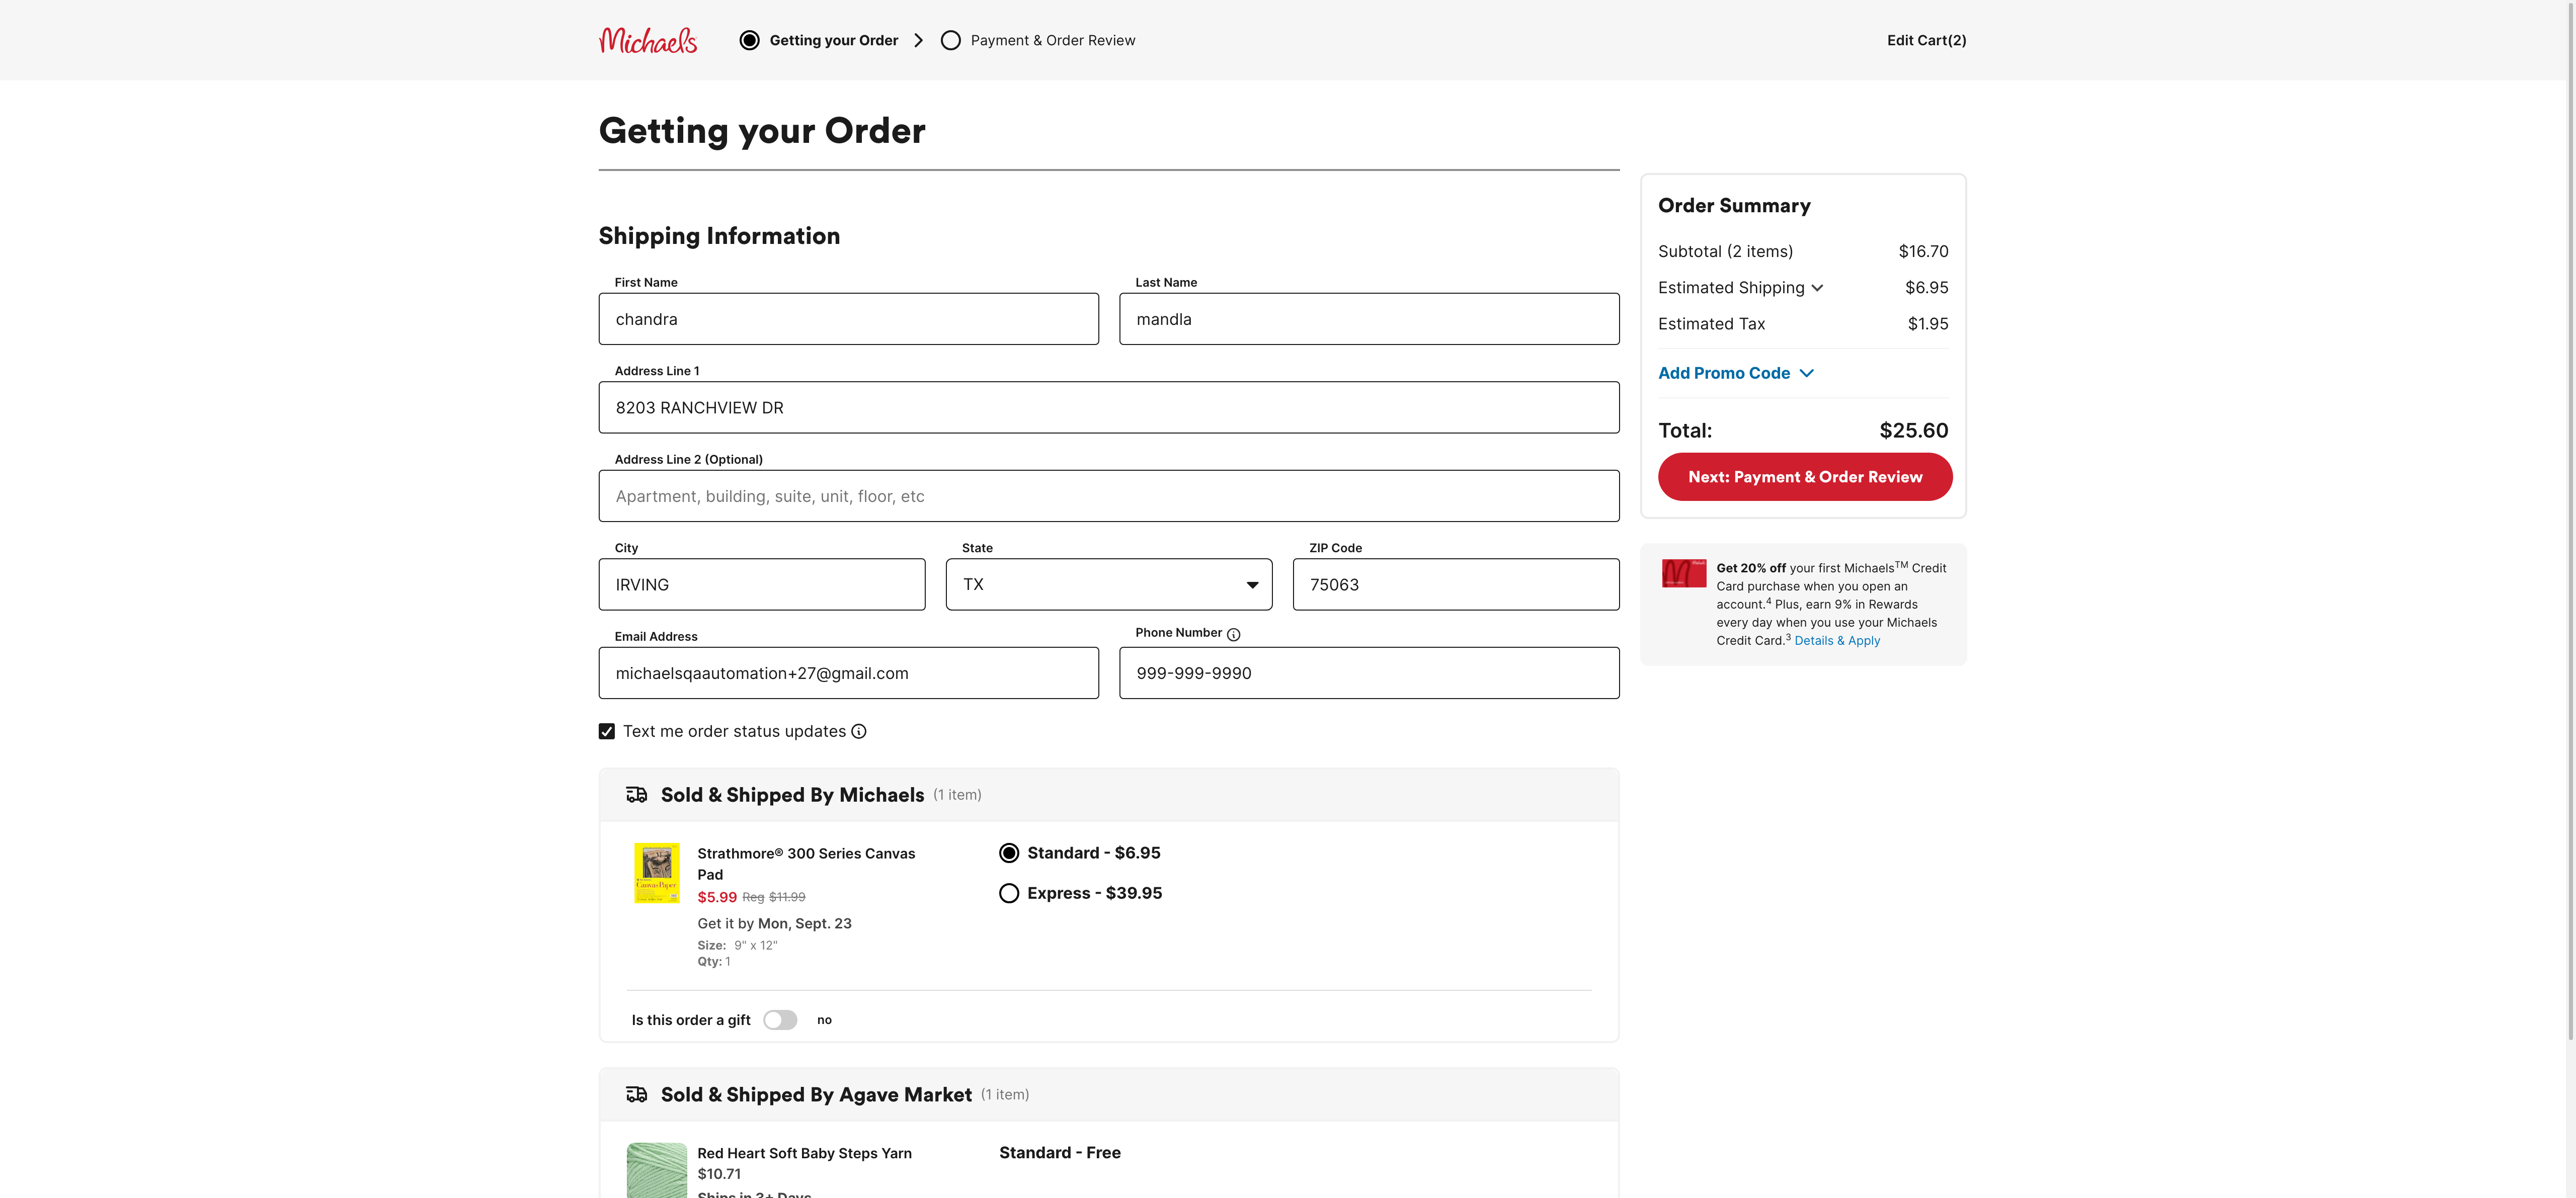 Michaels
Getting your Order
Payment & Order Review
Edit Cart(2)
Getting your Order
Shipping Information
First Name
Last Name
chandra
mandla
Address Line 1
8203 RANCHVIEW DR
Address Line 2 (Optional)
Apartment, building, suite, unit, floor, etc
City
State
ZIP Code
IRVING
TX
75063
Email Address
Phone Number
michaelsqaautomation+27@gmail.com
999-999-9990
Text me order status updates
Sold & Shipped By Michaels (1 item)
Strathmore® 300 Series Canvas
Pad
$5.99 Reg $11.99
Get it by Mon, Sept. 23
Size: 9" x 12"
Qty: 1
Standard - $6.95
Express - $39.95
Is this order a gift
no
Sold & Shipped By Agave Market (1 item)
Red Heart Soft Baby Steps Yarn
$10.71
Ships in 3+ Days
Standard - Free
Order Summary
Subtotal (2 items) $16.70
Estimated Shipping $6.95
Estimated Tax $1.95
Add Promo Code
Total: $25.60
Next: Payment & Order Review
Get 20% off your first Michaels™ Credit
Card purchase when you open an
account.4 Plus, earn 9% in Rewards
every day when you use your Michaels
Credit Card.3 Details & Apply